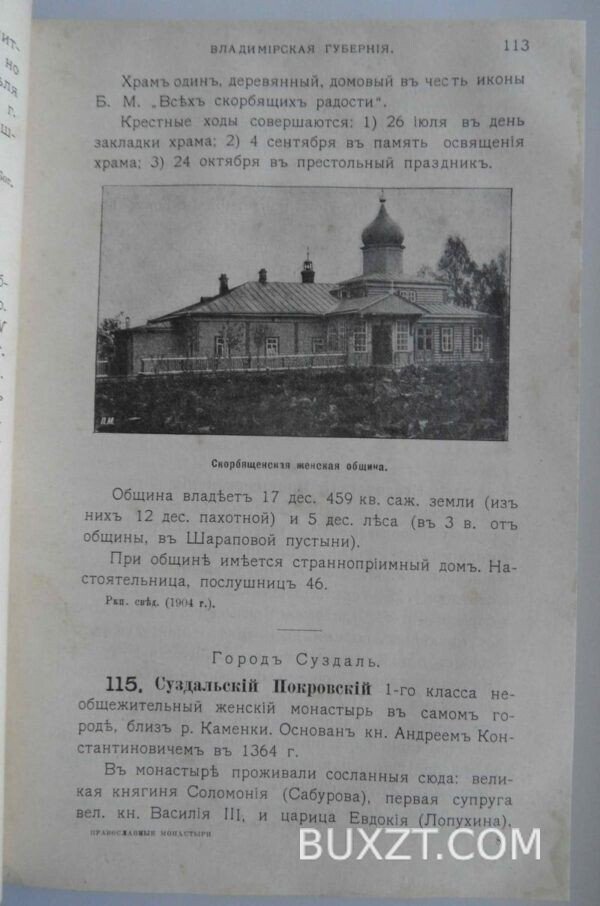 ВЛАДИМІРСКАЯ ГУБЕРНІЯ.
113
Храмъ одинъ, деревянный, домовый въ честь иконы
Б. М. „Всѣхъ скорбящихъ радости".
Крестные ходы совершаются: 1) 26 іюля въ день
закладки храма; 2) 4 сентября въ память освященія
храма; 3) 24 октября въ престольный праздникъ.
П.М.
Скорбященская женская община.
Община владѣетъ 17 дес. 459 кв. саж. земли (изъ
нихъ 12 дес. пахотной) и 5 дес. лѣса (въ 3 в. отъ
общины, въ Шараповой пустыни).
При общинѣ имѣется страннопріимный домъ. На-
стоятельница, послушницъ 46.
Ркп. свѣд. (1904 г.).
Городъ Суздаль.
115. Суздальскій Покровскій 1-го класса не-
общежительный женскій монастырь въ самомъ го-
родѣ, близъ р. Каменки. Основанъ кн. Андреемъ Кон-
стантиновичемъ въ 1364 г.
Въ монастырѣ проживали сосланныя сюда: вели-
кая княгиня Соломонія (Сабурова), первая супруга
вел. кн. Василія III, и царица Евдокія (Лопухина),
ПРАВОСЛАВНЫЕ МОНАСТЫРИ
BUXZT.COM